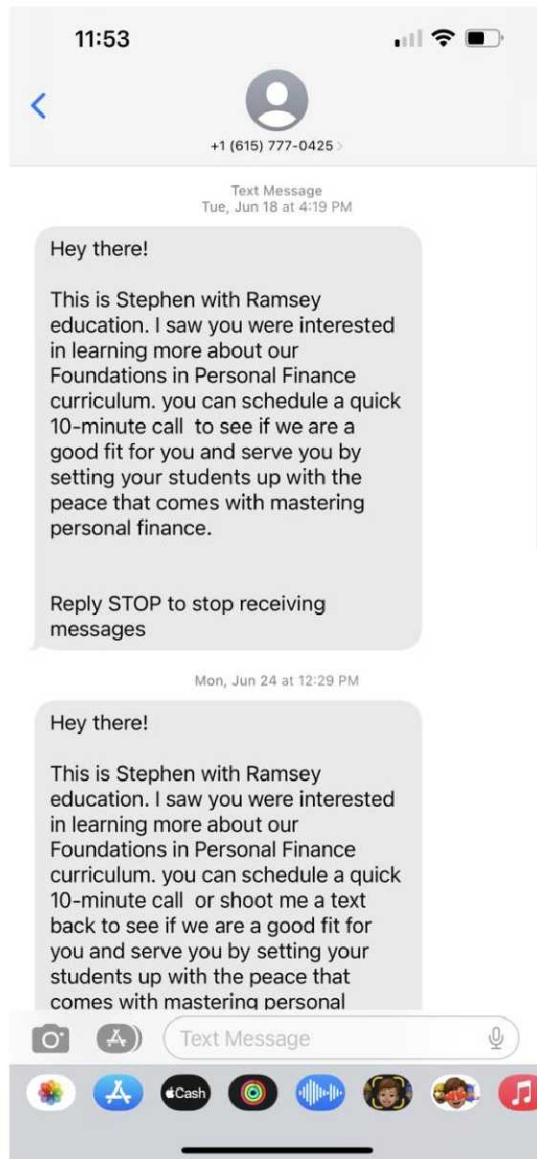 11:53
+1 (615) 777-0425
Text Message
Tue, Jun 18 at 4:19 PM
Hey there!
This is Stephen with Ramsey
education. I saw you were interested
in learning more about our
Foundations in Personal Finance
curriculum. you can schedule a quick
10-minute call  to see if we are a
good fit for you and serve you by
setting your students up with the
peace that comes with mastering
personal finance.
Reply STOP to stop receiving
messages
Mon, Jun 24 at 12:29 PM
Hey there!
This is Stephen with Ramsey
education. I saw you were interested
in learning more about our
Foundations in Personal Finance
curriculum. you can schedule a quick
10-minute call  or shoot me a text
back to see if we are a good fit for
you and serve you by setting your
students up with the peace that
comes with mastering personal
Text Message
Cash